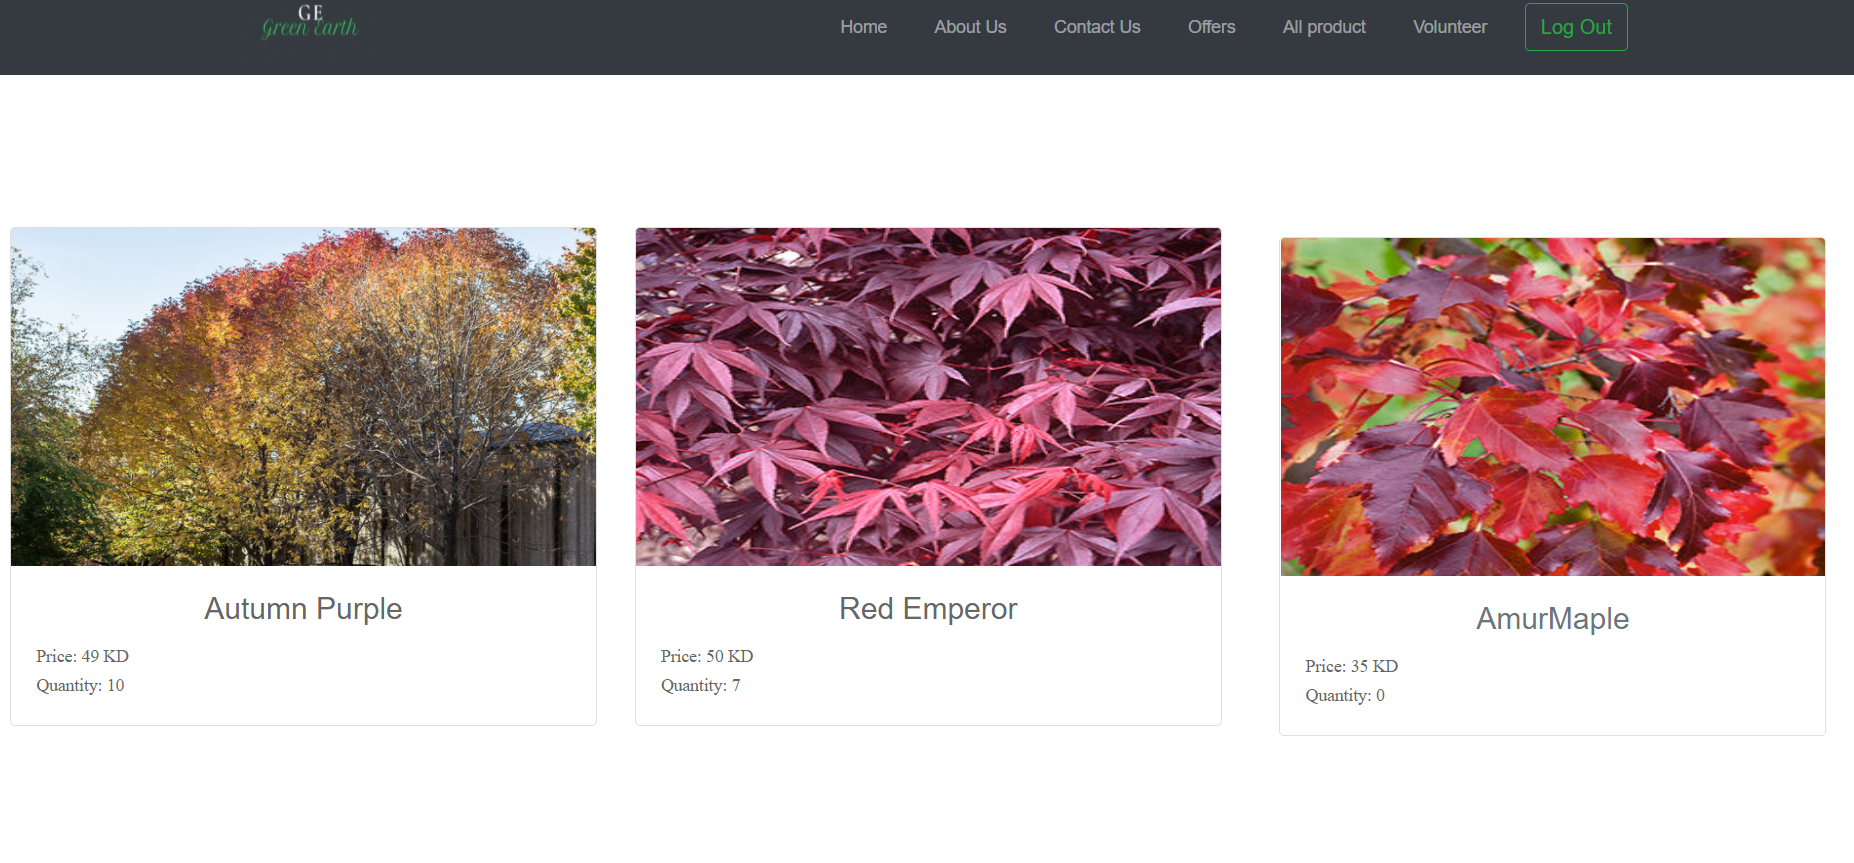 GE
Green Earth
Home About Us Contact Us Offers All product Volunteer Log Out
Autumn Purple
Price: 49 KD
Quantity: 10
Red Emperor
Price: 50 KD
Quantity: 7
AmurMaple
Price: 35 KD
Quantity: 0